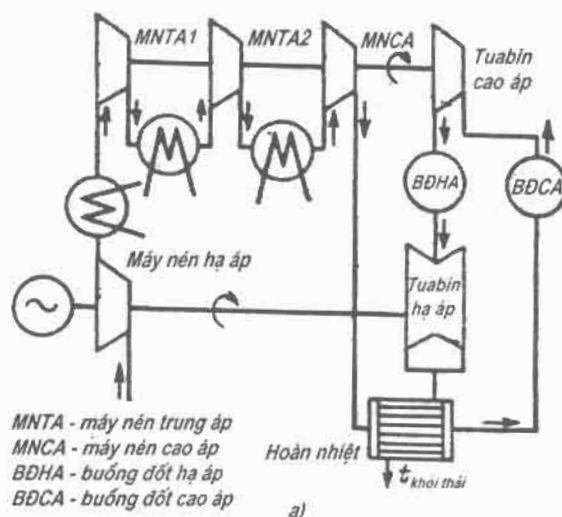 MNTA1
MNTA2
MNCA
Tuabin
cao áp
BĐHA
BĐCA
Máy nén hạ áp
Tuabin
hạ áp
MNTA - máy nén trung áp
MNCA - máy nén cao áp
BĐHA - buồng đốt hạ áp
BĐCA - buồng đốt cao áp
Hoàn nhiệt
t khói thải
a)